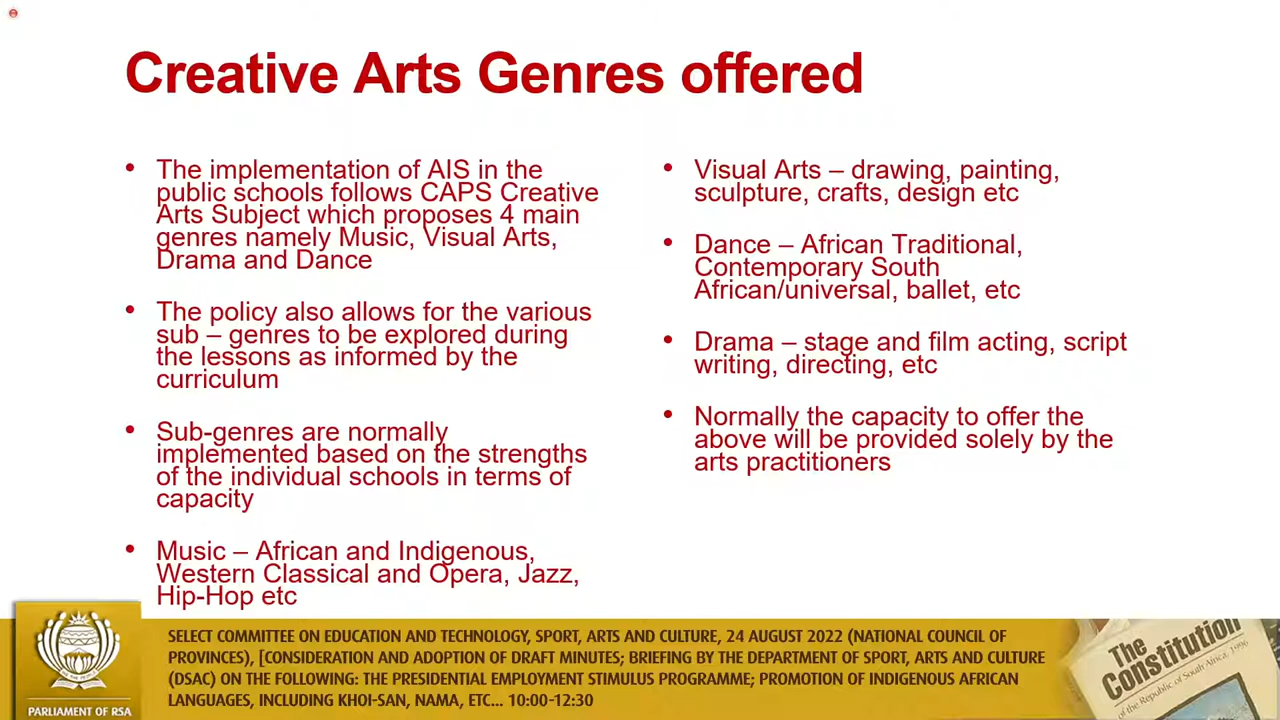 Creative Arts Genres offered
• The implementation of AIS in the
public schools follows CAPS Creative
Arts Subject which proposes 4 main
genres namely Music, Visual Arts,
Drama and Dance
• The policy also allows for the various
sub – genres to be explored during
the lessons as informed by the
curriculum
• Sub-genres are normally
implemented based on the strengths
of the individual schools in terms of
capacity
• Music – African and Indigenous,
Western Classical and Opera, Jazz,
Hip-Hop etc
• Visual Arts – drawing, painting,
sculpture, crafts, design etc
• Dance – African Traditional,
Contemporary South
African/universal, ballet, etc
• Drama – stage and film acting, script
writing, directing, etc
• Normally the capacity to offer the
above will be provided solely by the
arts practitioners
PARLIAMENT OF RSA
SELECT COMMITTEE ON EDUCATION AND TECHNOLOGY, SPORT, ARTS AND CULTURE, 24 AUGUST 2022 (NATIONAL COUNCIL OF
PROVINCES), [CONSIDERATION AND ADOPTION OF DRAFT MINUTES; BRIEFING BY THE DEPARTMENT OF SPORT, ARTS AND CULTURE
(DSAC) ON THE FOLLOWING: THE PRESIDENTIAL EMPLOYMENT STIMULUS PROGRAMME; PROMOTION OF INDIGENOUS AFRICAN
LANGUAGES, INCLUDING KHOI-SAN, NAMA, ETC... 10:00-12:30
The
Constitution
of the Republic of South Africa, 1996